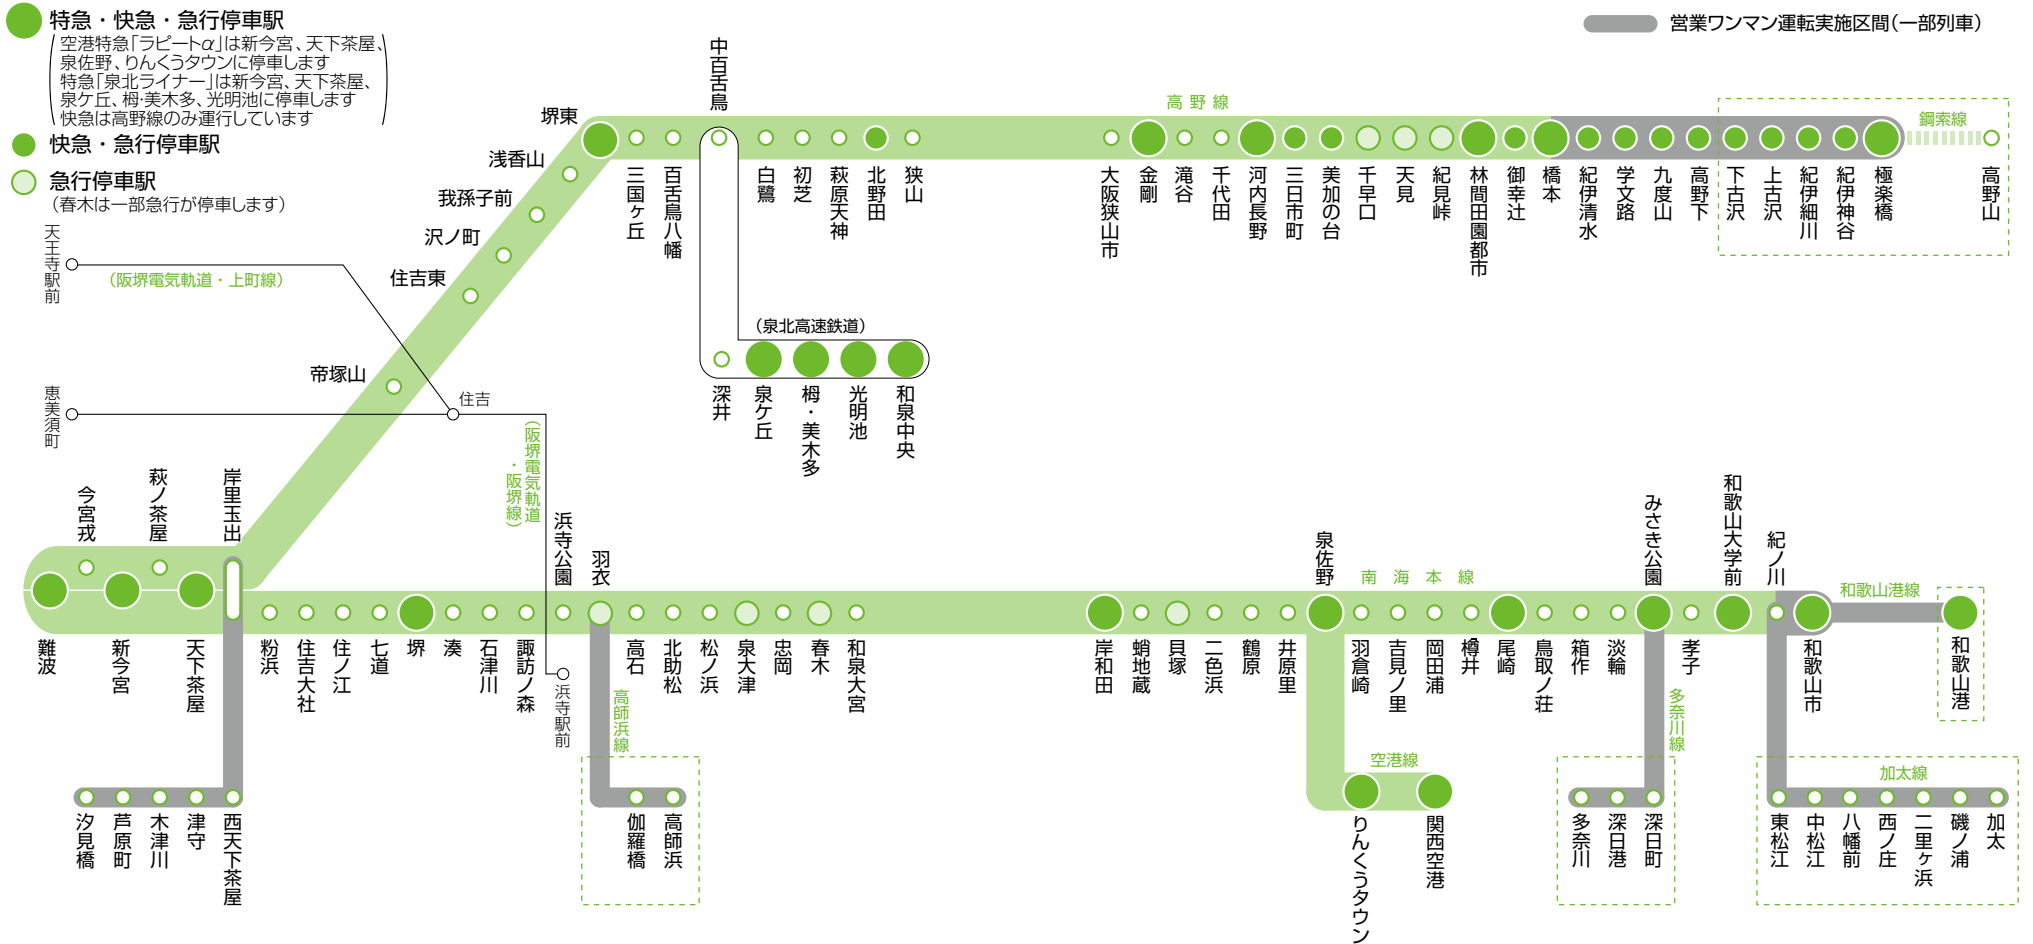 特急・快急・急行停車駅
空港特急「ラピートα」は新今宮、天下茶屋、
泉佐野、りんくうタウンに停車します
特急「泉北ライナー」は新今宮、天下茶屋、
泉ケ丘、栂・美木多、光明池に停車します
快急は高野線のみ運行しています
快急・急行停車駅
急行停車駅
（春木は一部急行が停車します）
営業ワンマン運転実施区間（一部列車）
天王寺駅前
（阪堺電気軌道・上町線）
恵美須町
住吉
（阪堺電気軌道
・阪堺線）
浜寺駅前
高野線
鋼索線
堺東
浅香山
我孫子前
沢ノ町
住吉東
帝塚山
三国ヶ丘
百舌鳥八幡
中百舌鳥
白鷺
初芝
萩原天神
北野田
狭山
大阪狭山市
金剛
滝谷
千代田
河内長野
三日市町
美加の台
千早口
天見
紀見峠
林間田園都市
御幸辻
橋本
紀伊清水
学文路
九度山
高野下
下古沢
上古沢
紀伊細川
紀伊神谷
極楽橋
高野山
（泉北高速鉄道）
深井
泉ケ丘
栂・美木多
光明池
和泉中央
今宮戎
萩ノ茶屋
岸里玉出
難波
新今宮
天下茶屋
粉浜
住吉大社
住ノ江
七道
堺
湊
石津川
諏訪ノ森
浜寺公園
羽衣
高石
北助松
松ノ浜
泉大津
忠岡
春木
和泉大宮
岸和田
蛸地蔵
貝塚
二色浜
鶴原
井原里
泉佐野
南海本線
羽倉崎
吉見ノ里
岡田浦
樽井
尾崎
鳥取ノ荘
箱作
淡輪
みさき公園
孝子
和歌山大学前
紀ノ川
和歌山市
和歌山港線
和歌山港
汐見橋
芦原町
木津川
津守
西天下茶屋
高師浜線
伽羅橋
高師浜
空港線
りんくうタウン
関西空港
多奈川線
多奈川
深日港
深日町
加太線
東松江
中松江
八幡前
西ノ庄
二里ヶ浜
磯ノ浦
加太